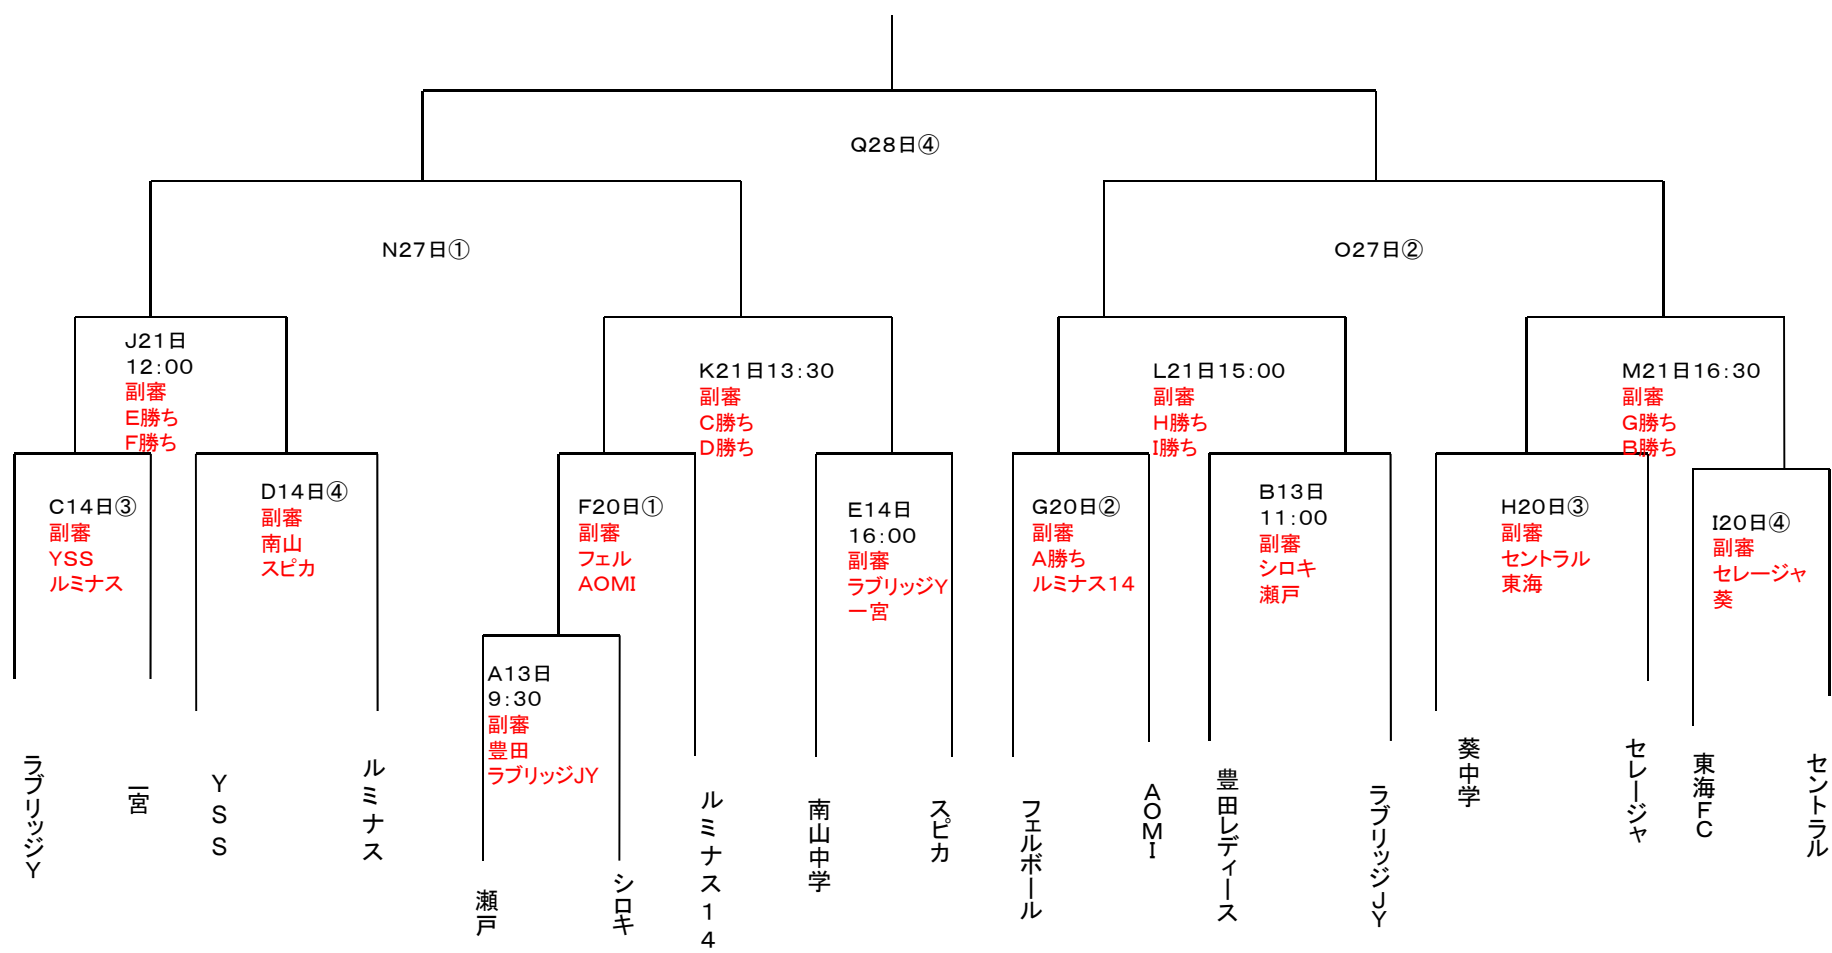 Q28日④
N27日①
O27日②
J21日
12:00
副審
E勝ち
F勝ち
K21日13:30
副審
C勝ち
D勝ち
L21日15:00
副審
H勝ち
I勝ち
M21日16:30
副審
G勝ち
B勝ち
C14日③
副審
YSS
ルミナス
D14日④
副審
南山
スピカ
F20日①
副審
フェル
AOMI
E14日
16:00
副審
ラブリッジY
一宮
G20日②
副審
A勝ち
ルミナス14
B13日
11:00
副審
シロキ
瀬戸
H20日③
副審
セントラル
東海
I20日④
副審
セレージャ
葵
A13日
9:30
副審
豊田
ラブリッジJY
ラブリッジY
一宮
YSS
ルミナス
瀬戸
シロキ
ルミナス14
南山中学
スピカ
フェルボール
AOMI
豊田レディース
ラブリッジJY
葵中学
セレージャ
東海FC
セントラル